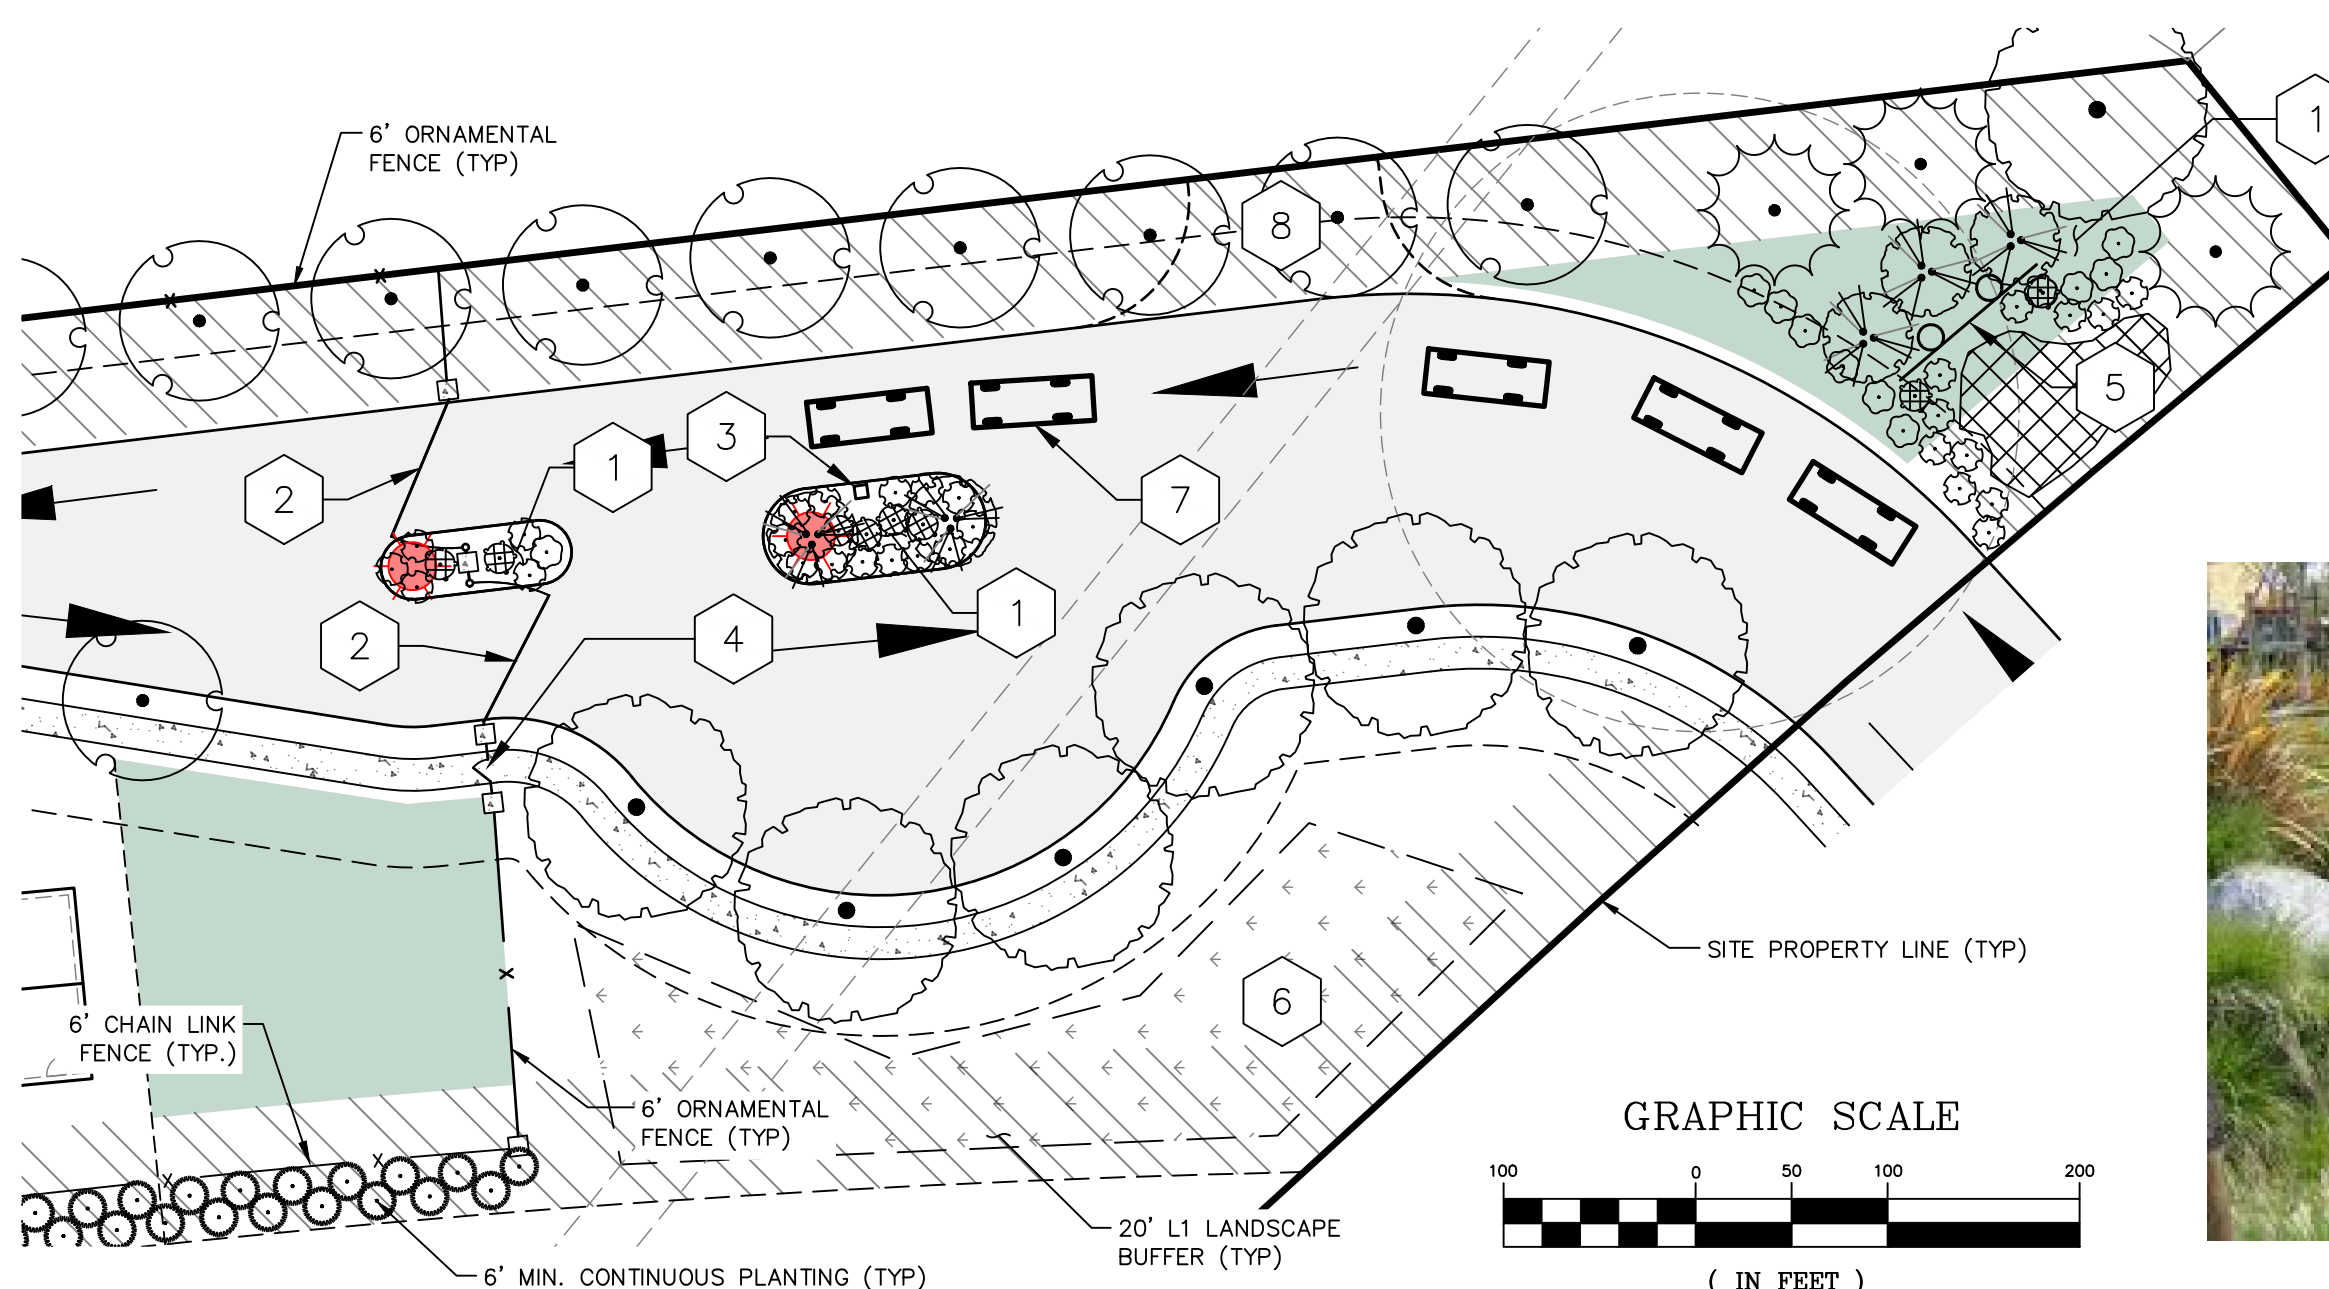 6' ORNAMENTAL
FENCE (TYP)
1
8
5
3
1
2
7
2
4
1
SITE PROPERTY LINE (TYP)
6
6' CHAIN LINK
FENCE (TYP.)
6' ORNAMENTAL
FENCE (TYP)
20' L1 LANDSCAPE
BUFFER (TYP)
6' MIN. CONTINUOUS PLANTING (TYP)
GRAPHIC SCALE
100 0 50 100 200
( IN FEET )